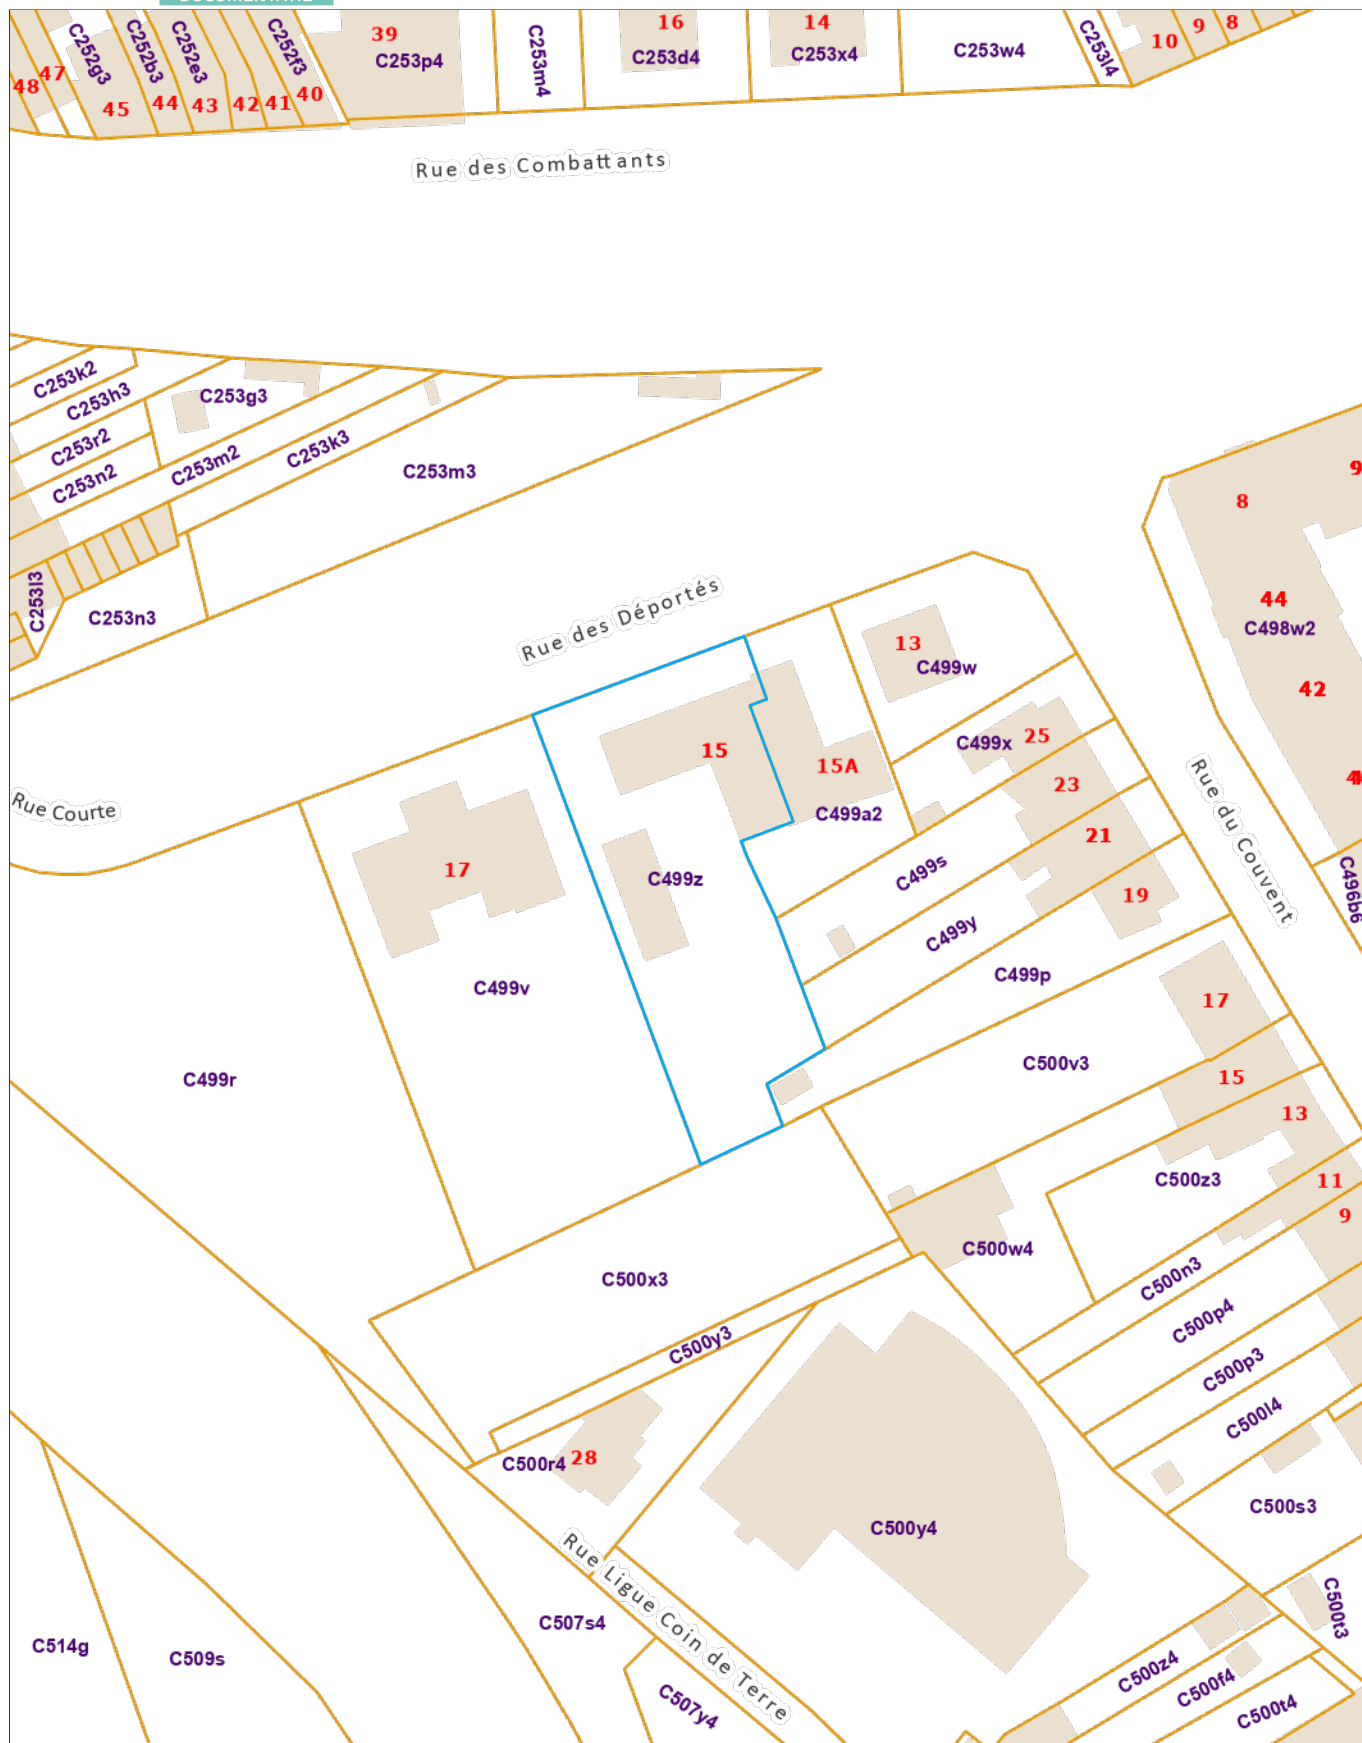 39
C253p4
C253m4
16
C253d4
14
C253x4
C253w4
C253l4
10
9
8
48
47
C252g3
45
C252b3
44
C252e3
43
42
41
C252f3
40
Rue des Combattants
C253k2
C253h3
C253g3
C253r2
C253n2
C253m2
C253k3
C253m3
C253l3
C253n3
Rue des Déportés
9
8
44
C498w2
42
13
C499w
C499x
25
15
15A
C499a2
23
21
19
Rue Courte
17
C499z
C499s
C499y
C499p
C499v
Rue du Couvent
C496b6
17
C499r
C500v3
15
13
C500z3
11
9
C500w4
C500x3
C500n3
C500y3
C500p4
C500p3
C500l4
C500r4
28
C500y4
C500s3
Rue Ligue Coin de Terre
C507s4
C500t3
C514g
C509s
C507y4
C500z4
C500f4
C500t4